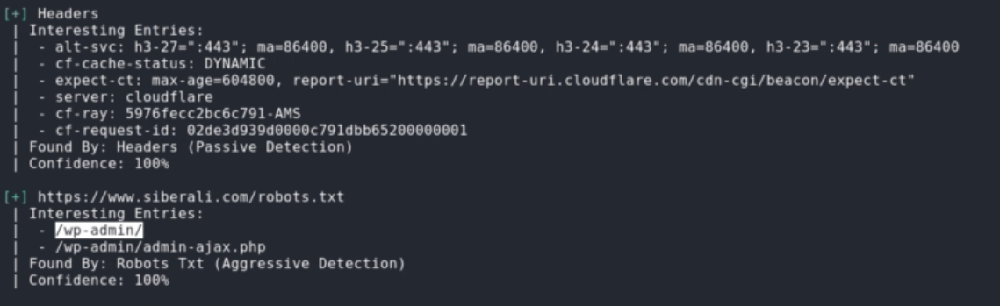 [+] Headers
| Interesting Entries:
|  - alt-svc: h3-27=":443"; ma=86400, h3-25=":443"; ma=86400, h3-24=":443"; ma=86400, h3-23=":443"; ma=86400
|  - cf-cache-status: DYNAMIC
|  - expect-ct: max-age=604800, report-uri="https://report-uri.cloudflare.com/cdn-cgi/beacon/expect-ct"
|  - server: cloudflare
|  - cf-ray: 5976fecc2bc6c791-AMS
|  - cf-request-id: 02de3d939d0000c791dbb65200000001
| Found By: Headers (Passive Detection)
| Confidence: 100%
[+] https://www.siberali.com/robots.txt
| Interesting Entries:
|  - /wp-admin/
|  - /wp-admin/admin-ajax.php
| Found By: Robots Txt (Aggressive Detection)
| Confidence: 100%